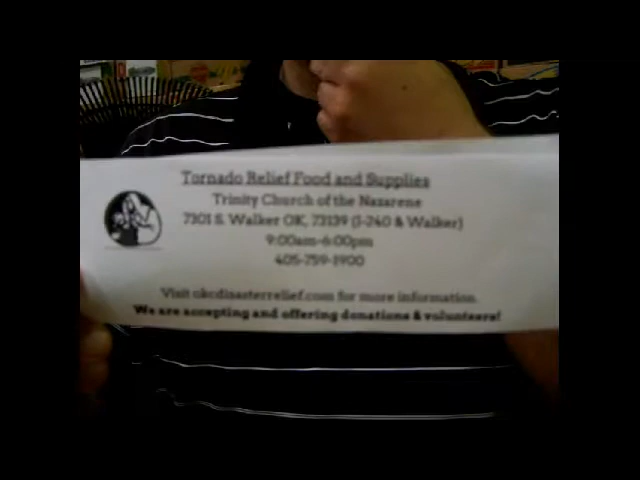 Tornado Relief Food and Supplies
Trinity Church of the Nazarene
7301 S. Walker OK, 73139 (I-240 & Walker)
9:00am-6:00pm
405-759-1900
Visit okcdisasterrelief.com for more information.
We are accepting and offering donations & volunteers!